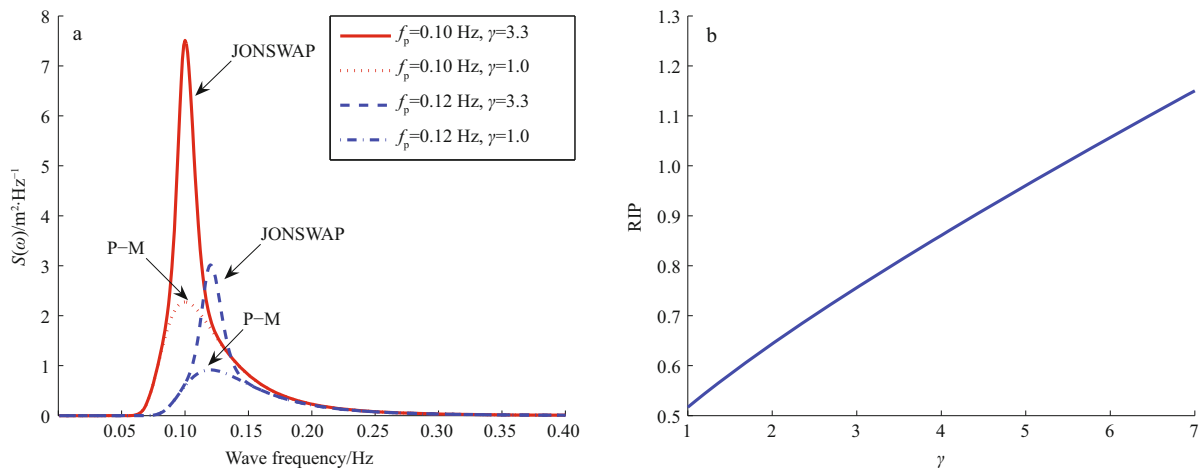 a
8
7
6
5
4
3
2
1
0
S(ω)/m²·Hz⁻¹
0.05 0.10 0.15 0.20 0.25 0.30 0.35 0.40
Wave frequency/Hz
JONSWAP
P−M
JONSWAP
P−M
fₚ=0.10 Hz, γ=3.3
fₚ=0.10 Hz, γ=1.0
fₚ=0.12 Hz, γ=3.3
fₚ=0.12 Hz, γ=1.0
b
1.3
1.2
1.1
1.0
0.9
0.8
0.7
0.6
0.5
RIP
1 2 3 4 5 6 7
γ